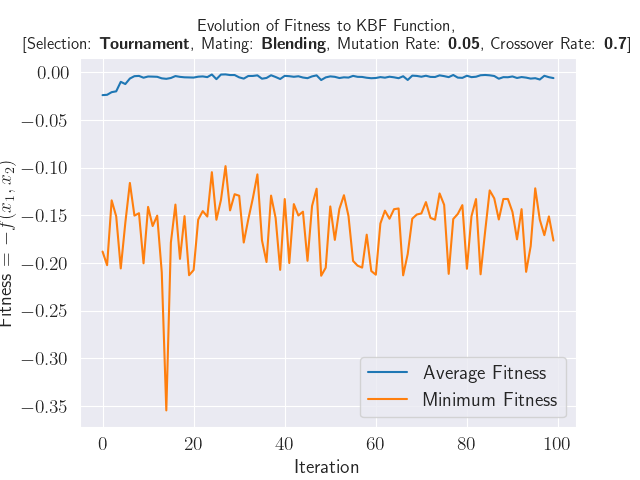 Evolution of Fitness to KBF Function,
[Selection: Tournament, Mating: Blending, Mutation Rate: 0.05, Crossover Rate: 0.7]
Fitness = −f(x₁, x₂)
0.00
−0.05
−0.10
−0.15
−0.20
−0.25
−0.30
−0.35
Average Fitness
Minimum Fitness
0 20 40 60 80 100
Iteration